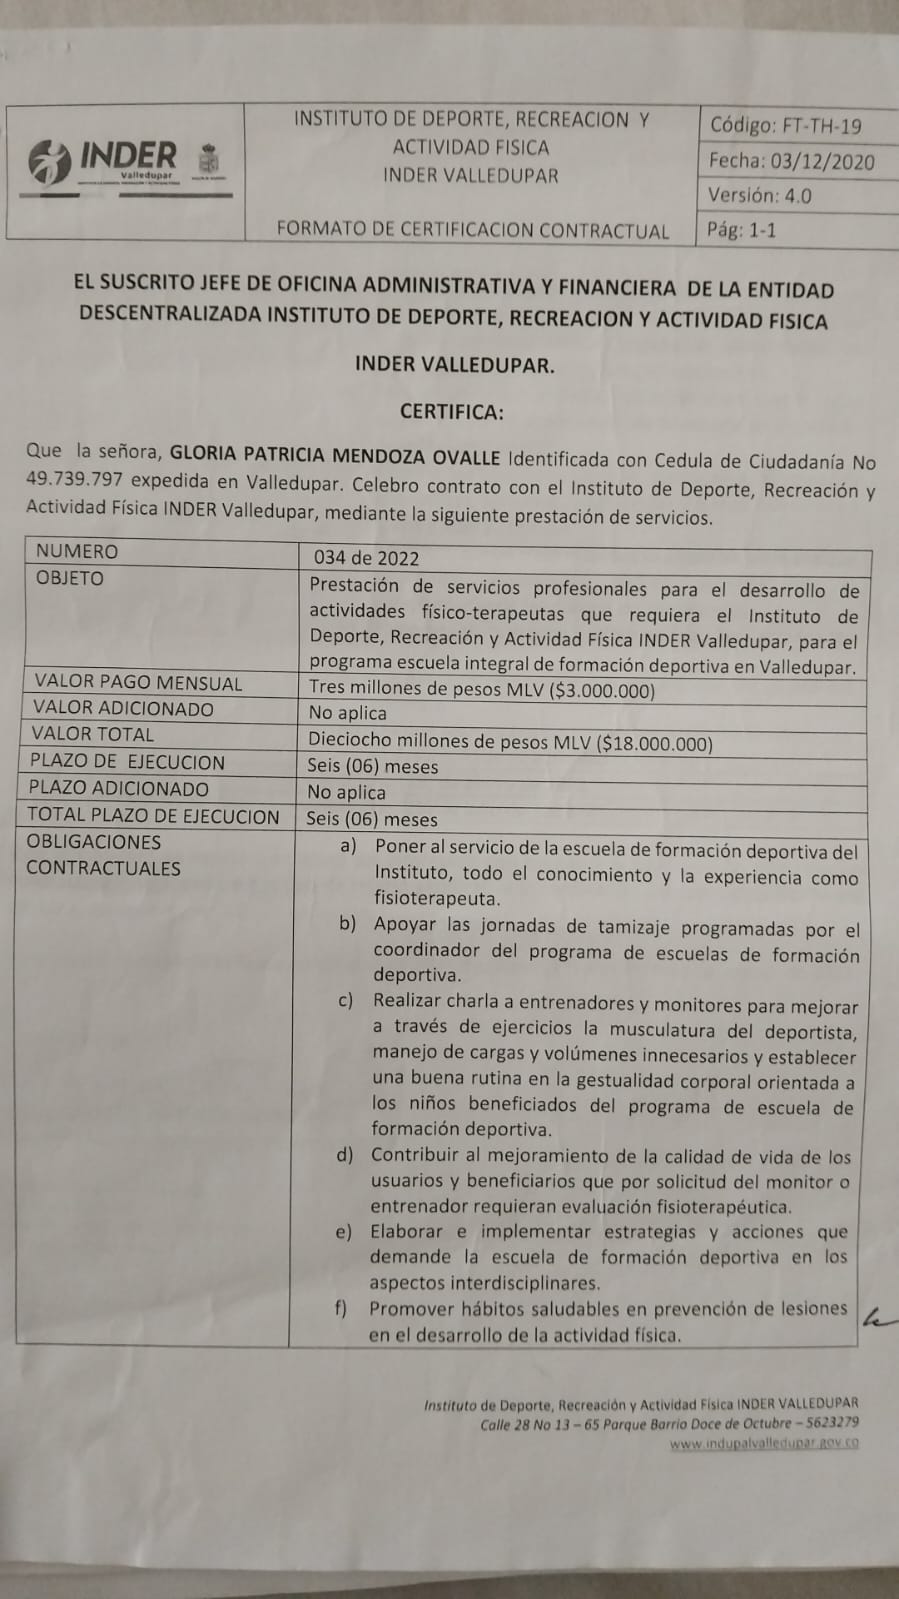 INDER
Valledupar
INSTITUTO DE DEPORTE, RECREACION Y
ACTIVIDAD FISICA
INDER VALLEDUPAR
FORMATO DE CERTIFICACION CONTRACTUAL
Código: FT-TH-19
Fecha: 03/12/2020
Versión: 4.0
Pág: 1-1
EL SUSCRITO JEFE DE OFICINA ADMINISTRATIVA Y FINANCIERA DE LA ENTIDAD
DESCENTRALIZADA INSTITUTO DE DEPORTE, RECREACION Y ACTIVIDAD FISICA
INDER VALLEDUPAR.
CERTIFICA:
Que la señora, GLORIA PATRICIA MENDOZA OVALLE Identificada con Cedula de Ciudadanía No
49.739.797 expedida en Valledupar. Celebro contrato con el Instituto de Deporte, Recreación y
Actividad Física INDER Valledupar, mediante la siguiente prestación de servicios.
NUMERO 034 de 2022
OBJETO Prestación de servicios profesionales para el desarrollo de
actividades físico-terapeutas que requiera el Instituto de
Deporte, Recreación y Actividad Física INDER Valledupar, para el
programa escuela integral de formación deportiva en Valledupar.
VALOR PAGO MENSUAL Tres millones de pesos MLV ($3.000.000)
VALOR ADICIONADO No aplica
VALOR TOTAL Dieciocho millones de pesos MLV ($18.000.000)
PLAZO DE EJECUCION Seis (06) meses
PLAZO ADICIONADO No aplica
TOTAL PLAZO DE EJECUCION Seis (06) meses
OBLIGACIONES
CONTRACTUALES
a) Poner al servicio de la escuela de formación deportiva del
Instituto, todo el conocimiento y la experiencia como
fisioterapeuta.
b) Apoyar las jornadas de tamizaje programadas por el
coordinador del programa de escuelas de formación
deportiva.
c) Realizar charla a entrenadores y monitores para mejorar
a través de ejercicios la musculatura del deportista,
manejo de cargas y volúmenes innecesarios y establecer
una buena rutina en la gestualidad corporal orientada a
los niños beneficiados del programa de escuela de
formación deportiva.
d) Contribuir al mejoramiento de la calidad de vida de los
usuarios y beneficiarios que por solicitud del monitor o
entrenador requieran evaluación fisioterapéutica.
e) Elaborar e implementar estrategias y acciones que
demande la escuela de formación deportiva en los
aspectos interdisciplinares.
f) Promover hábitos saludables en prevención de lesiones
en el desarrollo de la actividad física.
Instituto de Deporte, Recreación y Actividad Física INDER VALLEDUPAR
Calle 28 No 13 – 65 Parque Barrio Doce de Octubre – 5623279
www.indupalvalledupar.gov.co